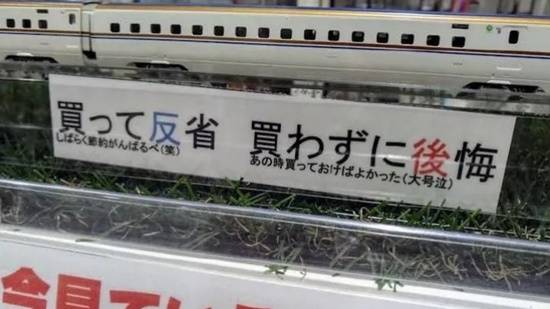 買って反省 買わずに後悔
しばらく節約がんばるべ(笑) あの時買っておけばよかった(大号泣)